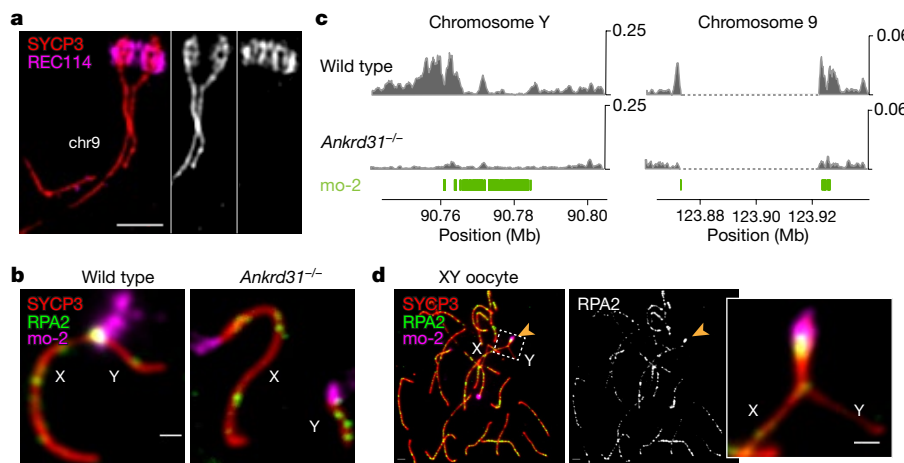 a
SYCP3
REC114
chr9
c
Chromosome Y
Chromosome 9
0.25
0.06
Wild type
0.25
0.06
Ankrd31–/–
mo-2
90.76 90.78 90.80
123.88 123.90 123.92
Position (Mb)
Position (Mb)
b
Wild type
Ankrd31–/–
SYCP3
RPA2
mo-2
X
Y
X
Y
d
XY oocyte
SYCP3
RPA2
mo-2
X
Y
RPA2
X
Y